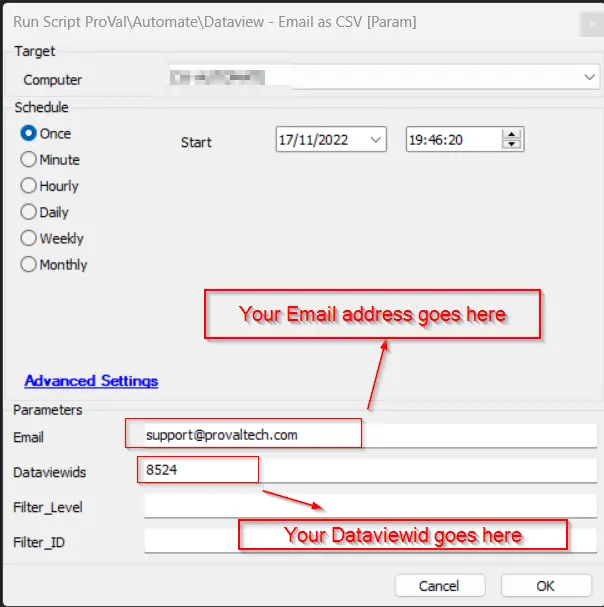 Run Script ProVal\Automate\Dataview - Email as CSV [Param]
Target
Computer
Schedule
Once
Start
17/11/2022
19:46:20
Minute
Hourly
Daily
Weekly
Monthly
Your Email address goes here
Advanced Settings
Parameters
Email
support@provaltech.com
Dataviewids
8524
Filter_Level
Your Dataviewid goes here
Filter_ID
Cancel
OK